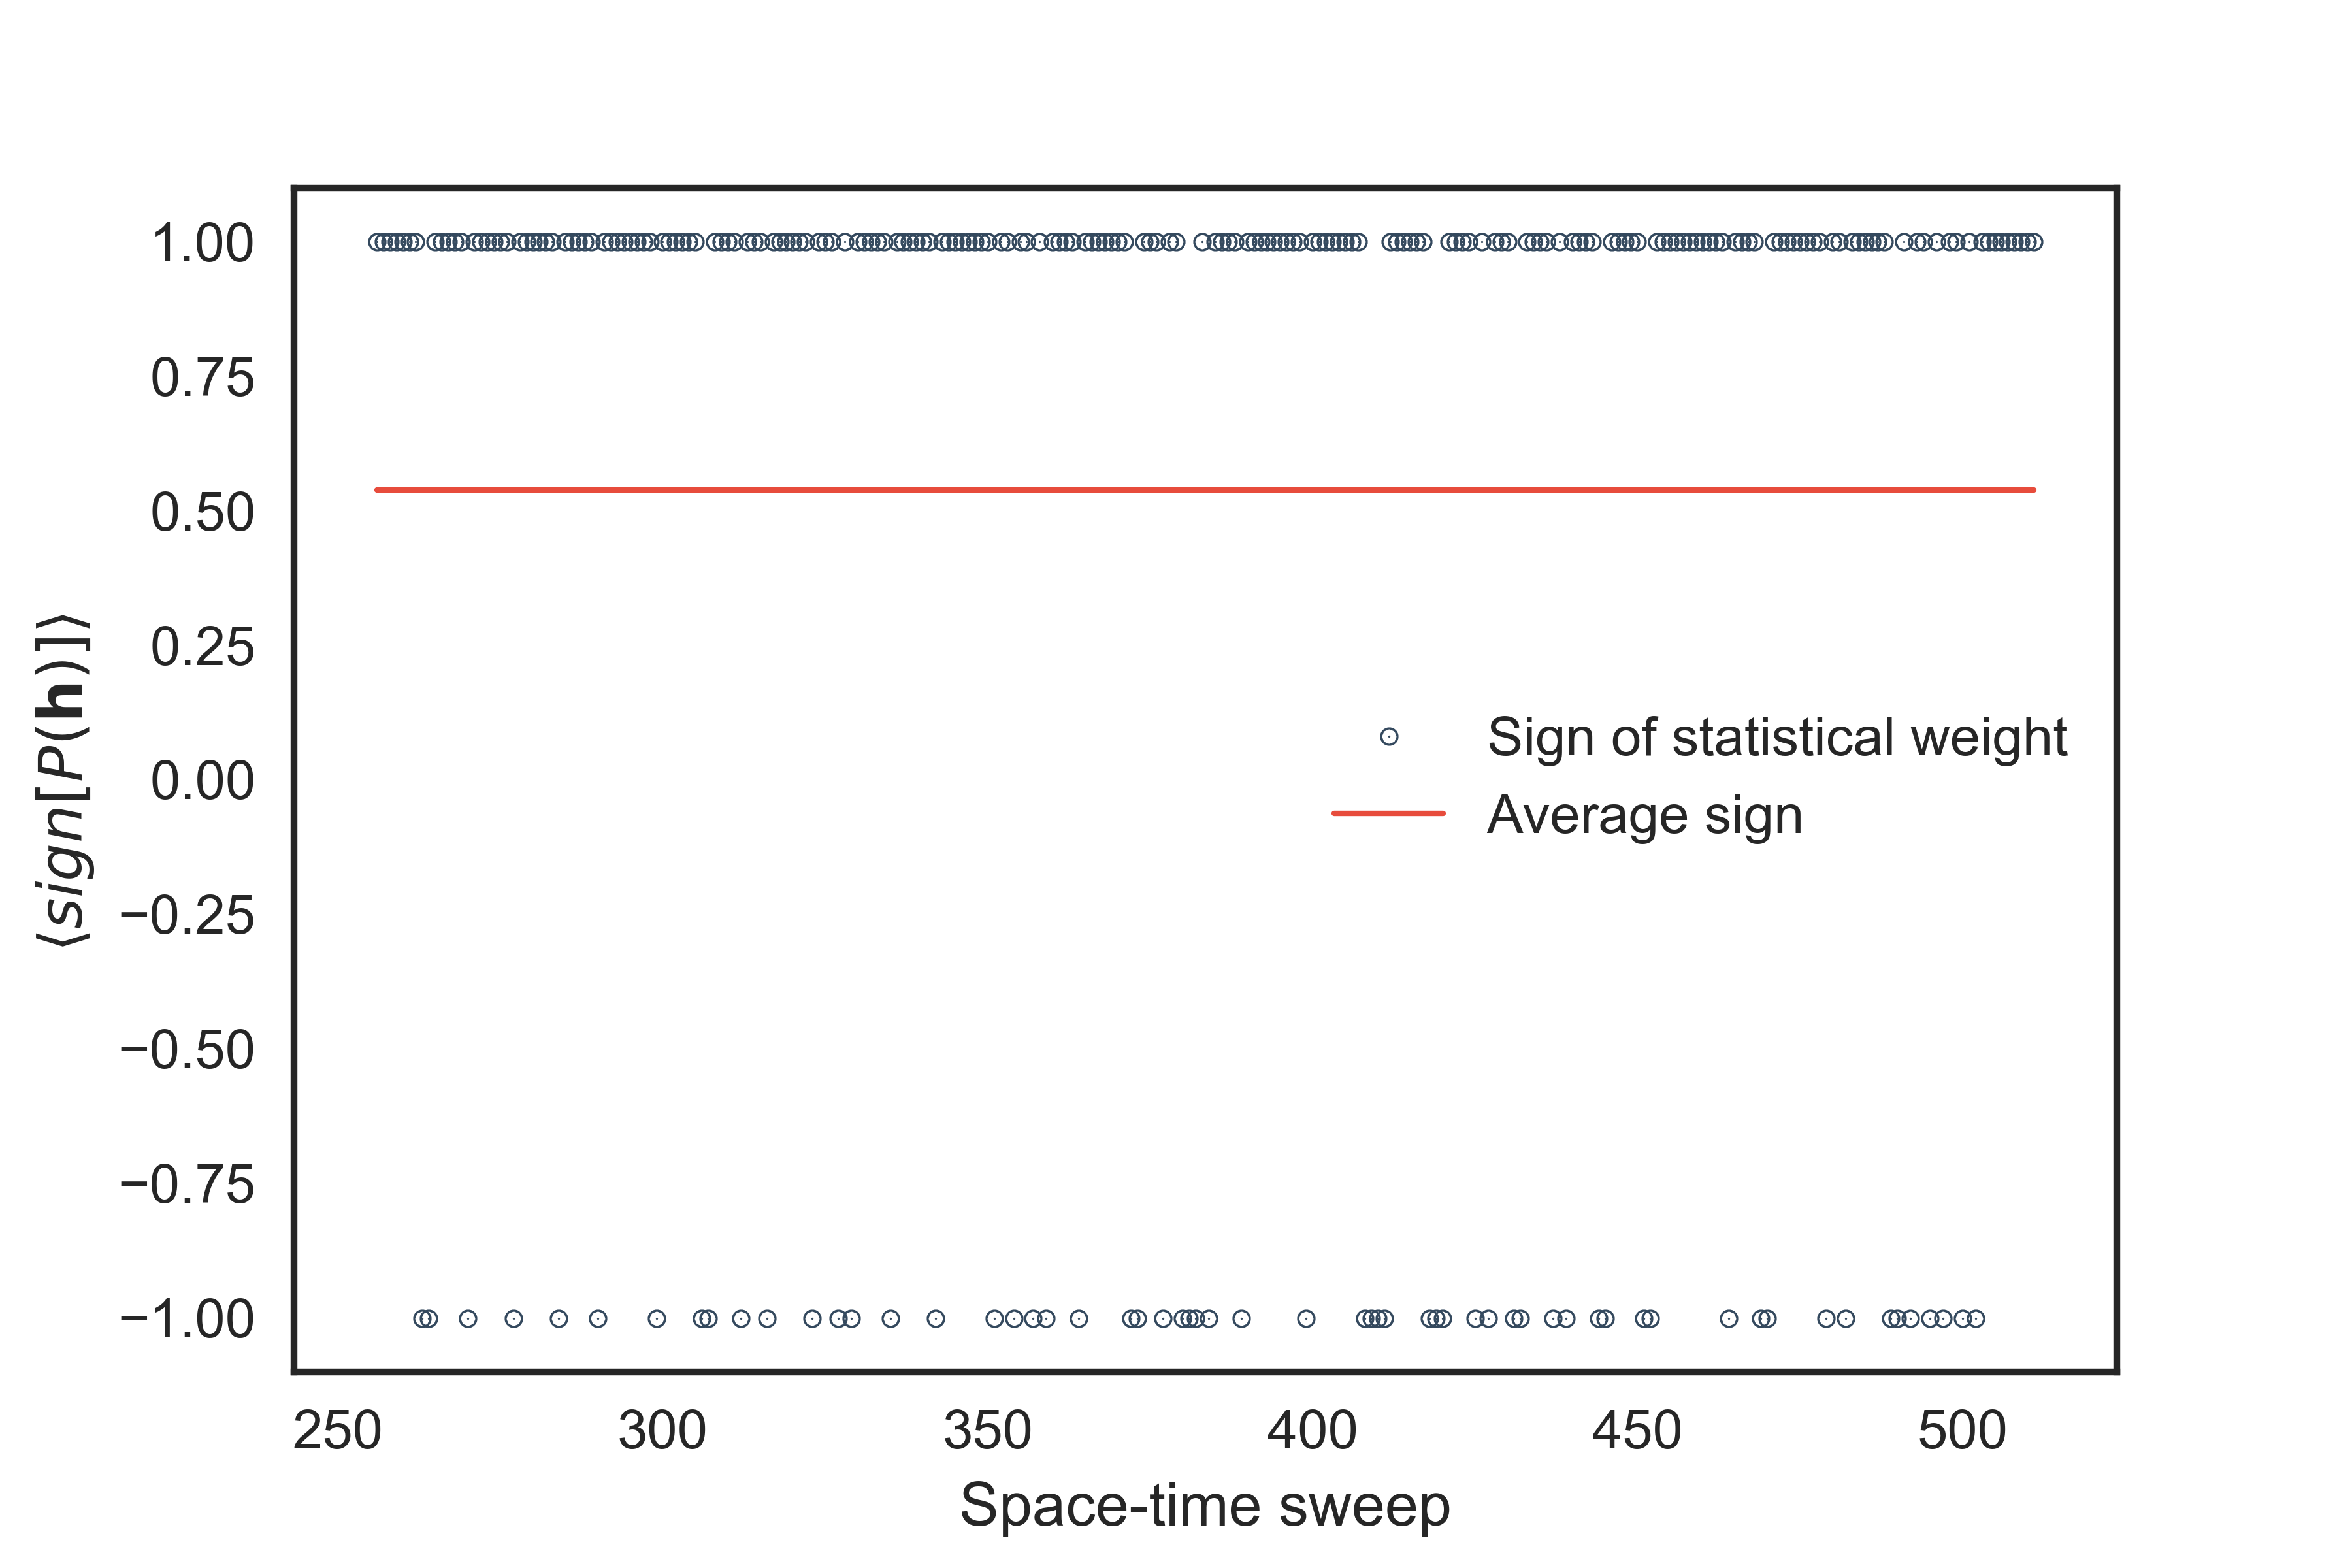 1.00
0.75
0.50
0.25
0.00
−0.25
−0.50
−0.75
−1.00
⟨sign[P(h)]⟩
Sign of statistical weight
Average sign
250 300 350 400 450 500
Space-time sweep